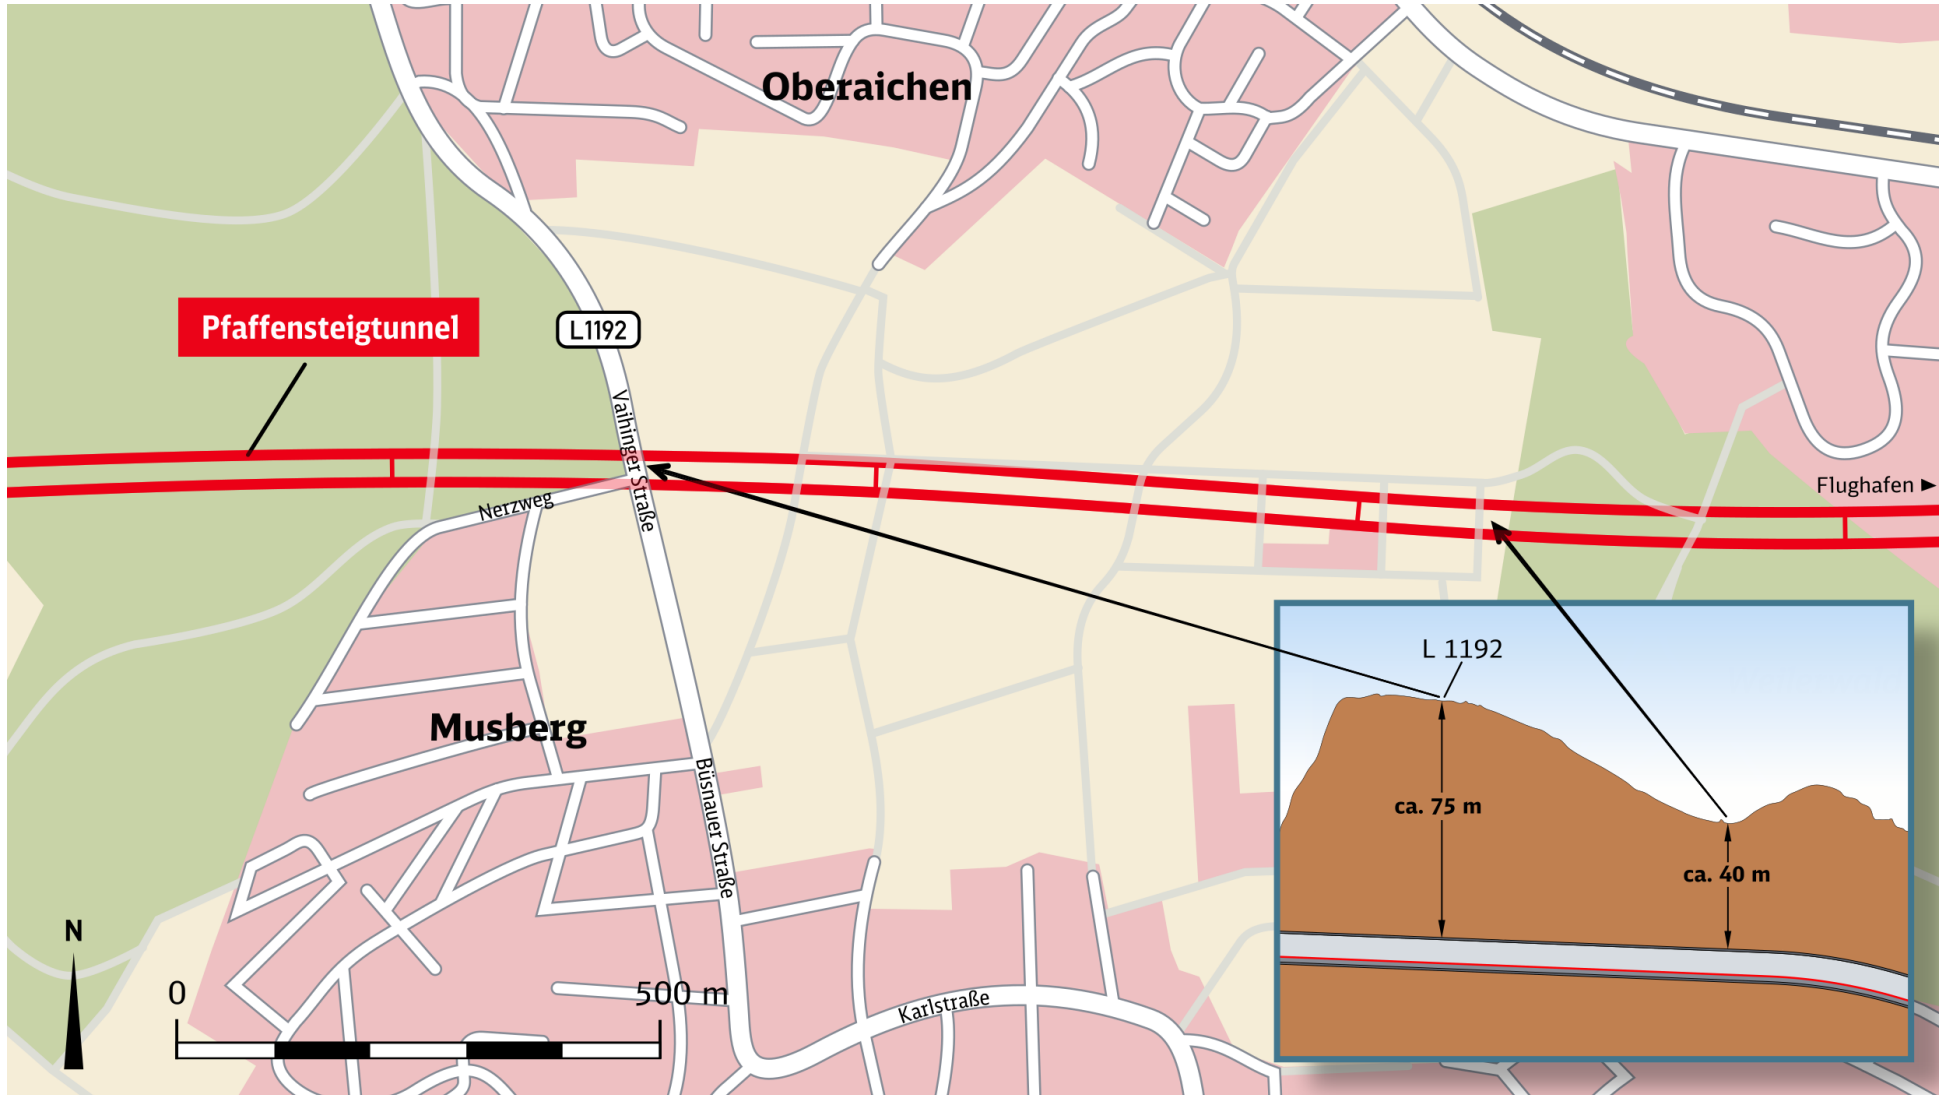 Oberaichen
Pfaffensteigtunnel
L1192
Vaihinger Straße
Nerzweg
Flughafen
Musberg
Büsnauer Straße
Karlstraße
N
0 500 m
L 1192
ca. 75 m
ca. 40 m